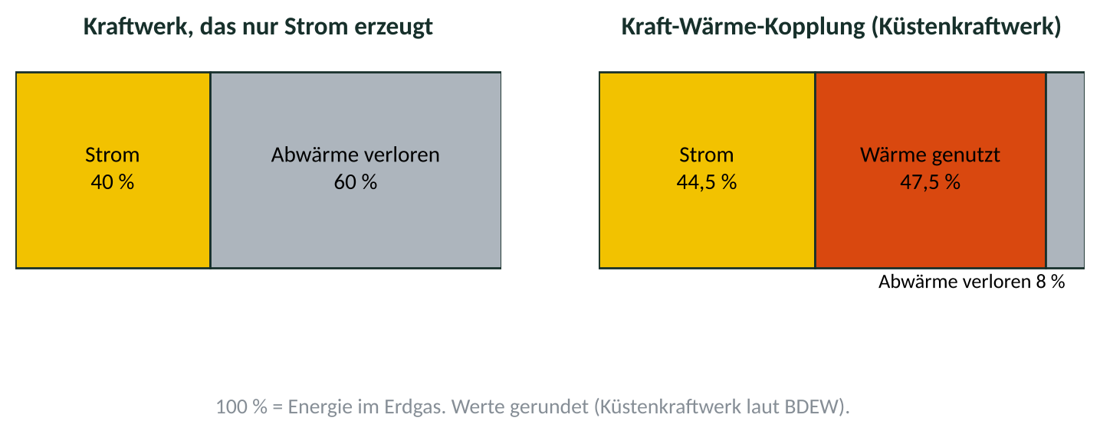 Kraftwerk, das nur Strom erzeugt
Strom
40 %
Abwärme verloren
60 %
Kraft-Wärme-Kopplung (Küstenkraftwerk)
Strom
44,5 %
Wärme genutzt
47,5 %
Abwärme verloren 8 %
100 % = Energie im Erdgas. Werte gerundet (Küstenkraftwerk laut BDEW).